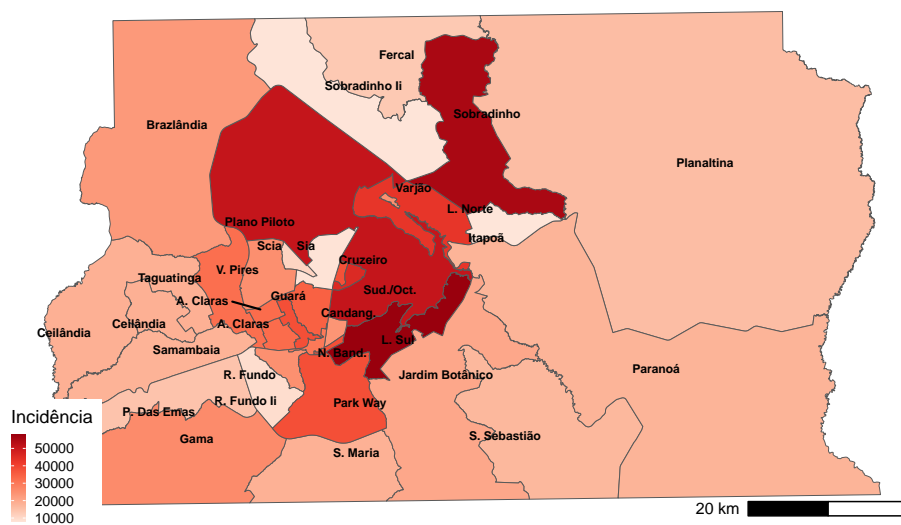 Fercal
Sobradinho Ii
Sobradinho
Brazlândia
Planaltina
Varjão
L. Norte
Plano Piloto
Itapoã
Scia
Sia
Cruzeiro
V. Pires
Taguatinga
Sud./Oct.
Guará
A. Claras
Candang.
Ceilândia
Ceilândia
A. Claras
L. Sul
Samambaia
N. Band.
Paranoá
R. Fundo
Jardim Botânico
R. Fundo Ii
Park Way
P. Das Emas
Gama
S. Sebastião
S. Maria
Incidência
50000
40000
30000
20000
10000
20 km